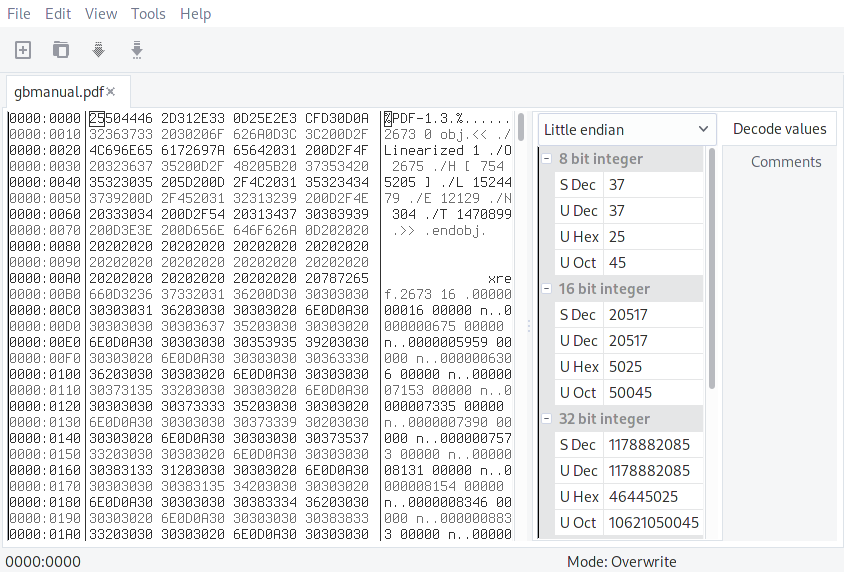 File Edit View Tools Help
gbmanual.pdf×
0000:0000 25504446 2D312E33 0D25E2E3 CFD30D0A %PDF-1.3.%......
0000:0010 32363733 2030206F 626A0D3C 3C200D2F 2673 0 obj.<< ./
0000:0020 4C696E65 6172697A 65642031 200D2F4F Linearized 1 ./O
0000:0030 20323637 35200D2F 48205B20 37353420 2675 ./H [ 754
0000:0040 35323035 205D200D 2F4C2031 35323434 5205 ] ./L 15244
0000:0050 3739200D 2F452031 32313239 200D2F4E 79 ./E 12129 ./N
0000:0060 20333034 200D2F54 20313437 30383939 304 ./T 1470899
0000:0070 200D3E3E 200D656E 646F626A 0D202020 .>> .endobj.
0000:0080 20202020 20202020 20202020 20202020
0000:0090 20202020 20202020 20202020 20202020
0000:00A0 20202020 20202020 20202020 20787265 xre
0000:00B0 660D3236 37332031 36200D30 30303030 f.2673 16 .00000
0000:00C0 30303031 36203030 30303020 6E0D0A30 00016 00000 n..0
0000:00D0 30303030 30303637 35203030 30303020 000000675 00000
0000:00E0 6E0D0A30 30303030 30353935 39203030 n..0000005959 00
0000:00F0 30303020 6E0D0A30 30303030 30363330 000 n..000000630
0000:0100 36203030 30303020 6E0D0A30 30303030 6 00000 n..00000
0000:0110 30373135 33203030 30303020 6E0D0A30 07153 00000 n..0
0000:0120 30303030 30373333 35203030 30303020 000007335 00000
0000:0130 6E0D0A30 30303030 30373339 30203030 n..0000007390 00
0000:0140 30303020 6E0D0A30 30303030 30373537 000 n..000000757
0000:0150 33203030 30303020 6E0D0A30 30303030 3 00000 n..00000
0000:0160 30383133 31203030 30303020 6E0D0A30 08131 00000 n..0
0000:0170 30303030 30383135 34203030 30303020 000008154 00000
0000:0180 6E0D0A30 30303030 30383334 36203030 n..0000008346 00
0000:0190 30303020 6E0D0A30 30303030 30383833 000 n..000000883
0000:01A0 33203030 30303020 6E0D0A30 30303030 3 00000 n..00000
Little endian
8 bit integer
S Dec 37
U Dec 37
U Hex 25
U Oct 45
16 bit integer
S Dec 20517
U Dec 20517
U Hex 5025
U Oct 50045
32 bit integer
S Dec 1178882085
U Dec 1178882085
U Hex 46445025
U Oct 10621050045
Decode values
Comments
0000:0000 Mode: Overwrite